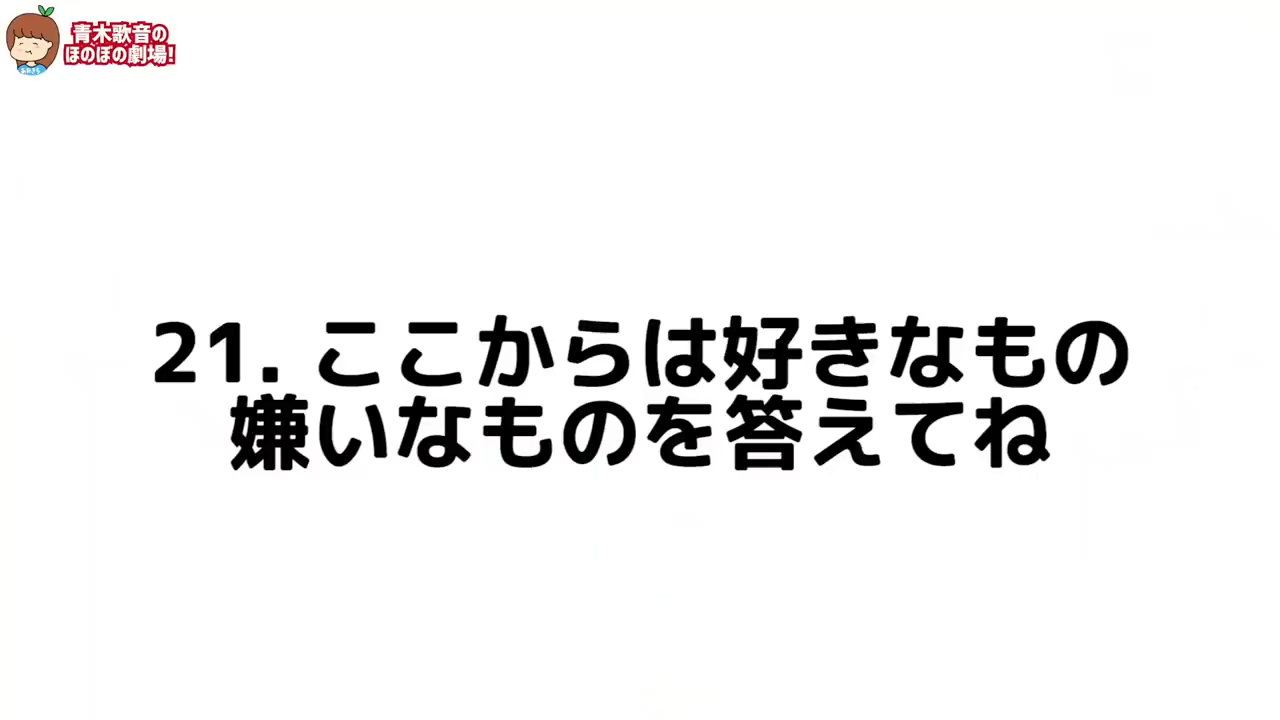 青木歌音の
ほのぼの劇場!
21. ここからは好きなもの
嫌いなものを答えてね